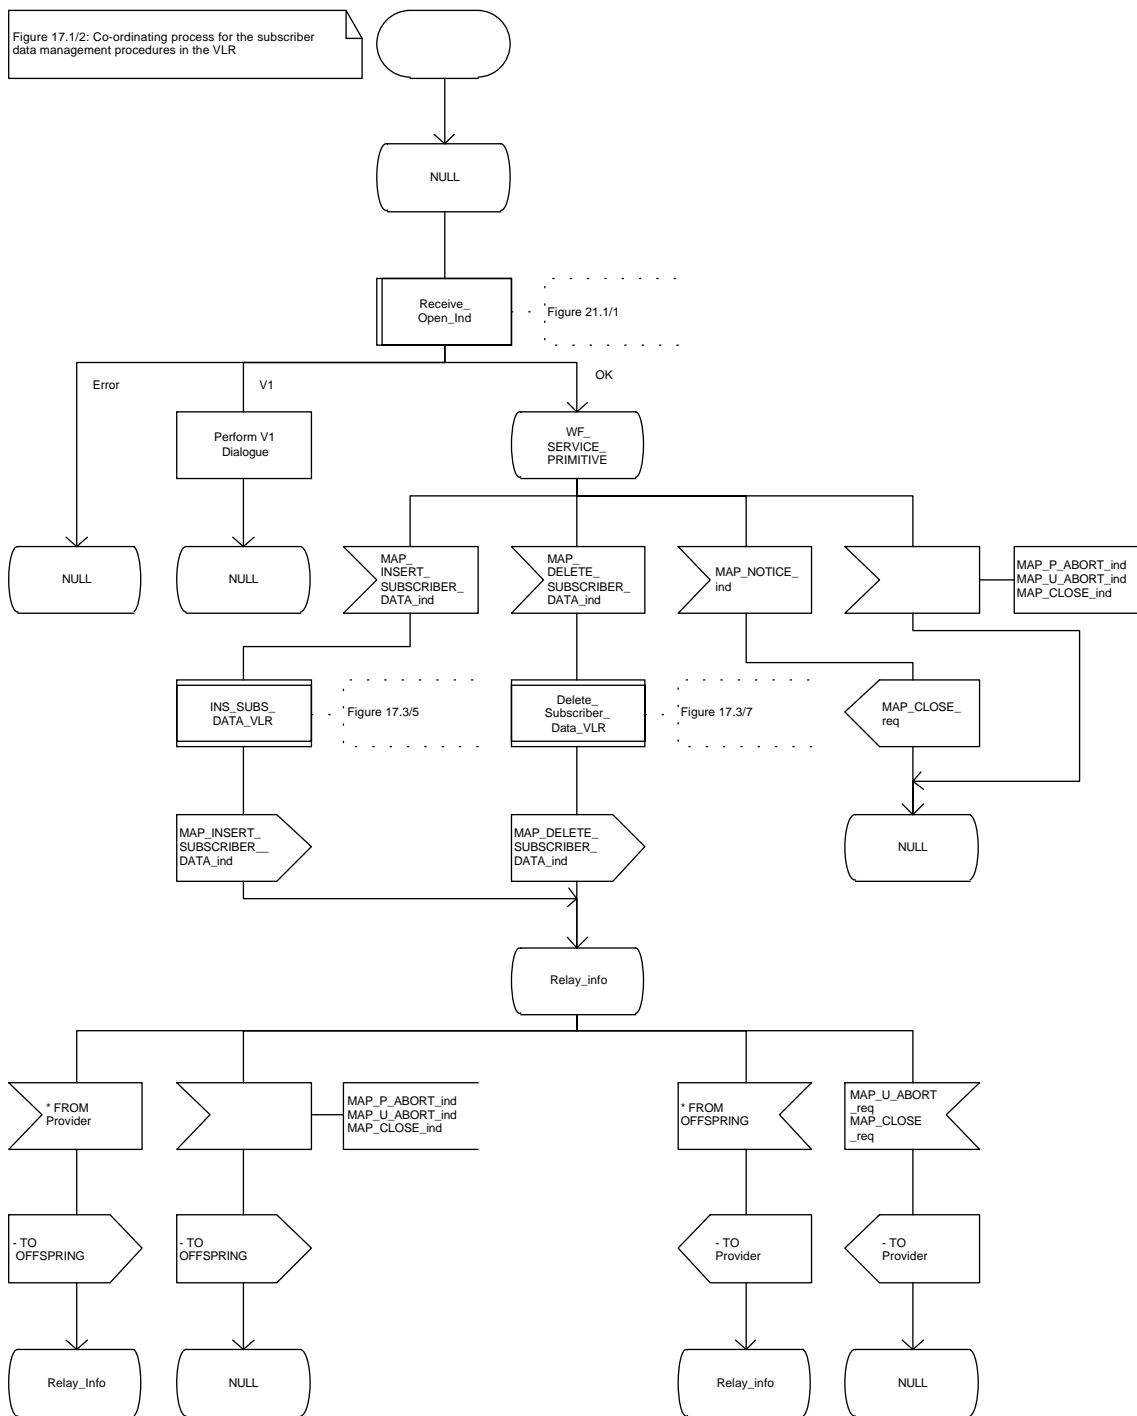 Figure 17.1/2: Co-ordinating process for the subscriber
data management procedures in the VLR
NULL
Receive_
Open_Ind
Figure 21.1/1
Error
V1
OK
Perform V1
Dialogue
WF_
SERVICE_
PRIMITIVE
NULL
NULL
MAP_
INSERT_
SUBSCRIBER_
DATA_ind
MAP_
DELETE_
SUBSCRIBER_
DATA_ind
MAP_NOTICE_
ind
MAP_P_ABORT_ind
MAP_U_ABORT_ind
MAP_CLOSE_ind
INS_SUBS_
DATA_VLR
Figure 17.3/5
Delete_
Subscriber_
Data_VLR
Figure 17.3/7
MAP_CLOSE_
req
MAP_INSERT_
SUBSCRIBER__
DATA_ind
MAP_DELETE_
SUBSCRIBER_
DATA_ind
NULL
Relay_info
* FROM
Provider
MAP_P_ABORT_ind
MAP_U_ABORT_ind
MAP_CLOSE_ind
* FROM
OFFSPRING
MAP_U_ABORT
_req
MAP_CLOSE
_req
- TO
OFFSPRING
- TO
OFFSPRING
- TO
Provider
- TO
Provider
Relay_Info
NULL
Relay_info
NULL